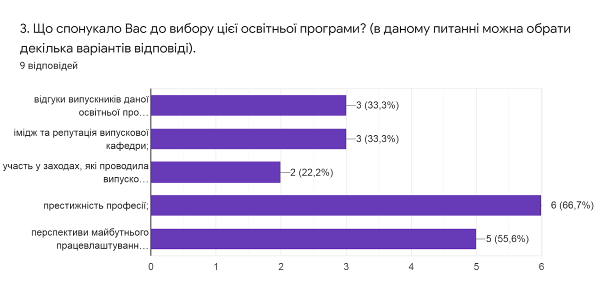 3. Що спонукало Вас до вибору цієї освітньої програми? (в даному питанні можна обрати
декілька варіантів відповіді).
9 відповідей
відгуки випускників даної
освітньої про…
3 (33,3%)
імідж та репутація випускової
кафедри;
3 (33,3%)
участь у заходах, які проводила
випуско…
2 (22,2%)
престижність професії;
6 (66,7%)
перспективи майбутнього
працевлаштуванн…
5 (55,6%)
0 1 2 3 4 5 6